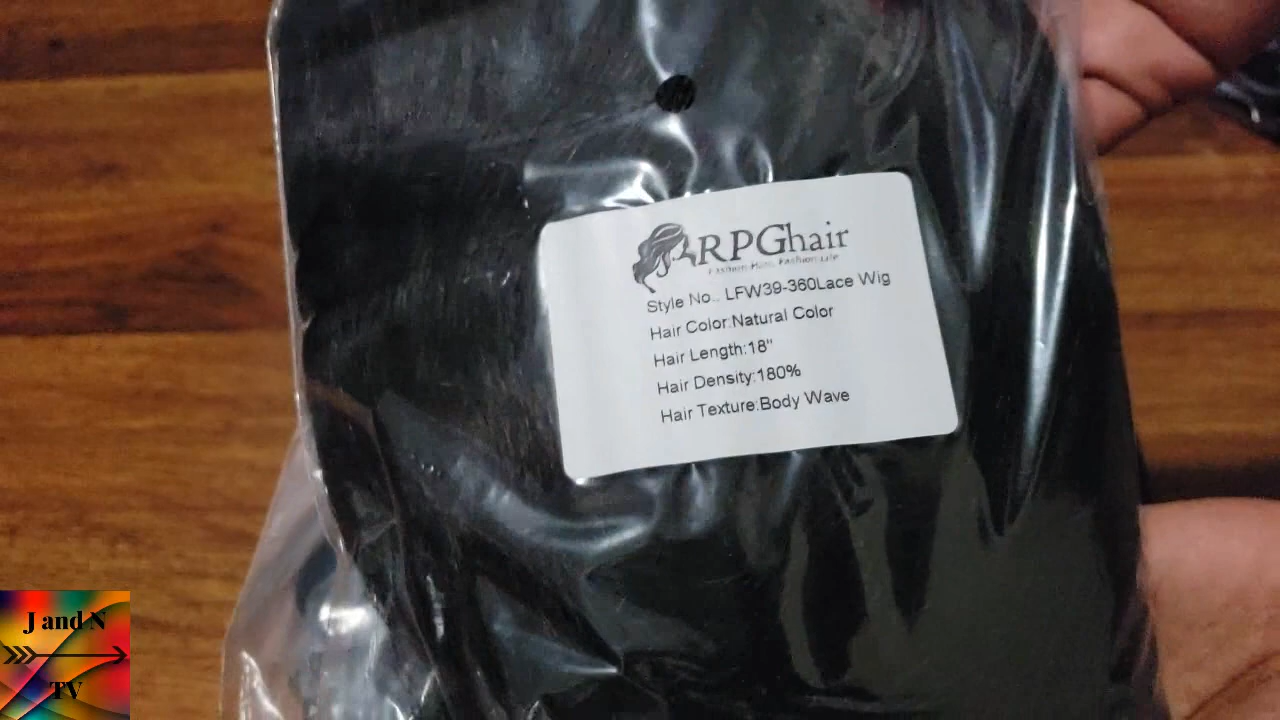 RPGhair
Fashion Hair, Fashion Life
Style No.. LFW39-360Lace Wig
Hair Color:Natural Color
Hair Length:18"
Hair Density:180%
Hair Texture:Body Wave
J and N
TV